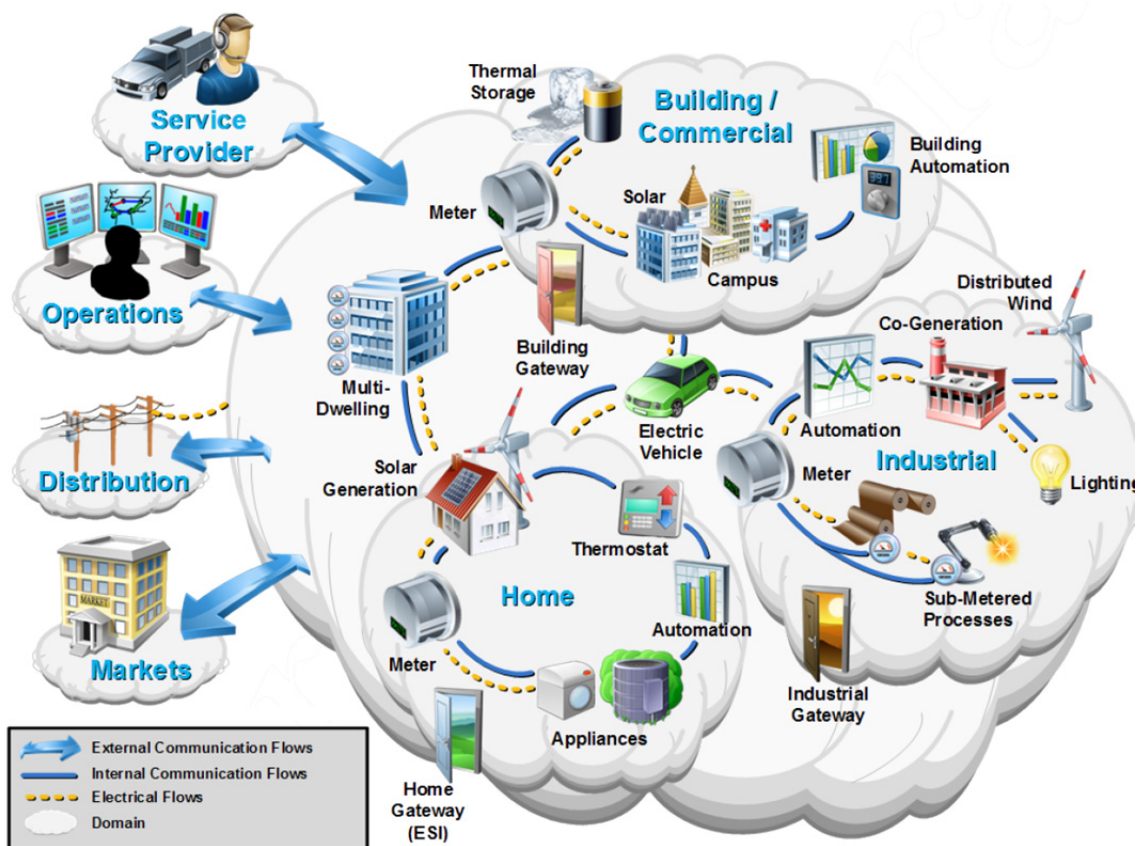 Service
Provider
Operations
Distribution
Markets
MARKET
Thermal
Storage
Building /
Commercial
Building
Automation
Meter
Solar
Campus
Building
Gateway
Multi-
Dwelling
Electric
Vehicle
Distributed
Wind
Co-Generation
Automation
Industrial
Meter
Lighting
Sub-Metered
Processes
Industrial
Gateway
Solar
Generation
Thermostat
Home
Automation
Meter
Appliances
Home
Gateway
(ESI)
External Communication Flows
Internal Communication Flows
Electrical Flows
Domain